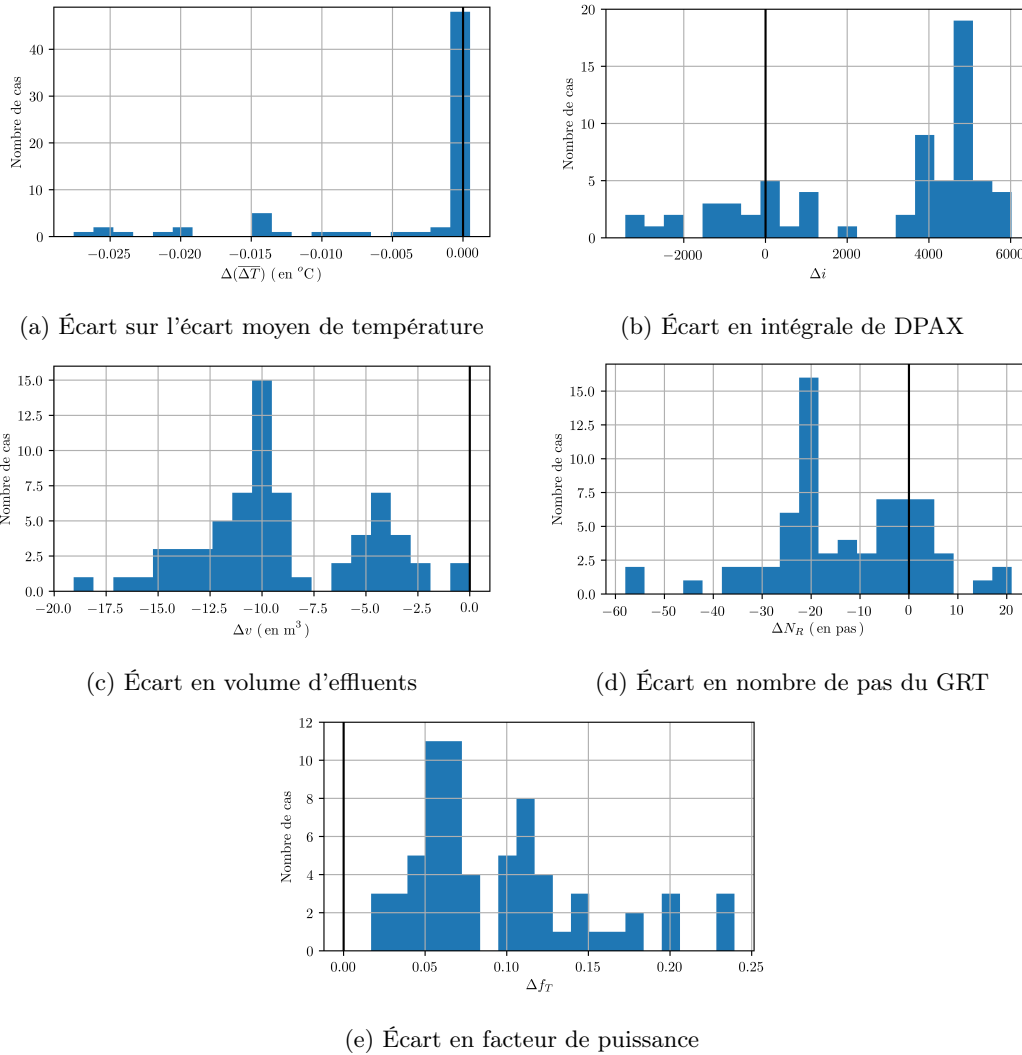 Nombre de cas
40
30
20
10
0
−0.025 −0.020 −0.015 −0.010 −0.005 0.000
Δ(ΔT̅) (en °C)
(a) Écart sur l'écart moyen de température
Nombre de cas
20
15
10
5
0
−2000 0 2000 4000 6000
Δi
(b) Écart en intégrale de DPAX
Nombre de cas
15.0
12.5
10.0
7.5
5.0
2.5
0.0
−20.0 −17.5 −15.0 −12.5 −10.0 −7.5 −5.0 −2.5 0.0
Δv (en m³)
(c) Écart en volume d'effluents
Nombre de cas
15.0
12.5
10.0
7.5
5.0
2.5
0.0
−60 −50 −40 −30 −20 −10 0 10 20
ΔN_R (en pas)
(d) Écart en nombre de pas du GRT
Nombre de cas
12
10
8
6
4
2
0
0.00 0.05 0.10 0.15 0.20 0.25
Δf_T
(e) Écart en facteur de puissance